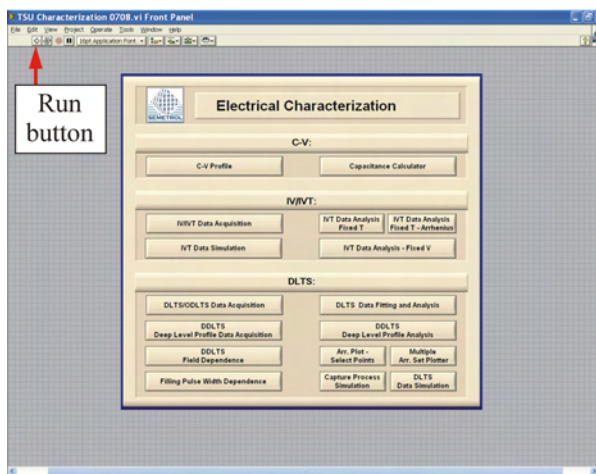 TSU Characterization 0708.vi Front Panel
File Edit View Project Operate Tools Window Help
16pt Application Font
Run
button
SEMETROL
Electrical Characterization
C-V:
C-V Profile
Capacitance Calculator
IV/IVT:
IV/IVT Data Acquisition
IVT Data Analysis
Fixed T
IVT Data Analysis
Fixed T - Arrhenius
IVT Data Simulation
IVT Data Analysis - Fixed V
DLTS:
DLTS/ODLTS Data Acquisition
DLTS Data Fitting and Analysis
DDLTS
Deep Level Profile Data Acquisition
DDLTS
Deep Level Profile Analysis
DDLTS
Field Dependence
Arr. Plot -
Select Points
Multiple
Arr. Set Plotter
Filling Pulse Width Dependence
Capture Process
Simulation
DLTS
Data Simulation